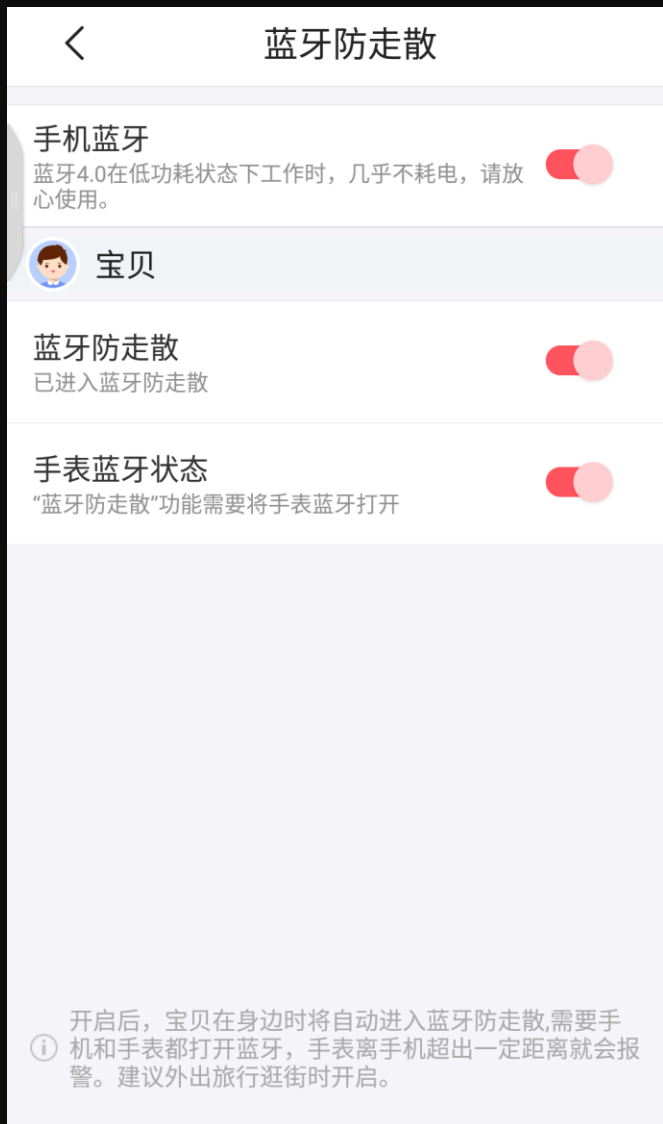 蓝牙防走散
手机蓝牙
蓝牙4.0在低功耗状态下工作时，几乎不耗电，请放
心使用。
宝贝
蓝牙防走散
已进入蓝牙防走散
手表蓝牙状态
“蓝牙防走散”功能需要将手表蓝牙打开
开启后，宝贝在身边时将自动进入蓝牙防走散,需要手
机和手表都打开蓝牙，手表离手机超出一定距离就会报
警。建议外出旅行逛街时开启。